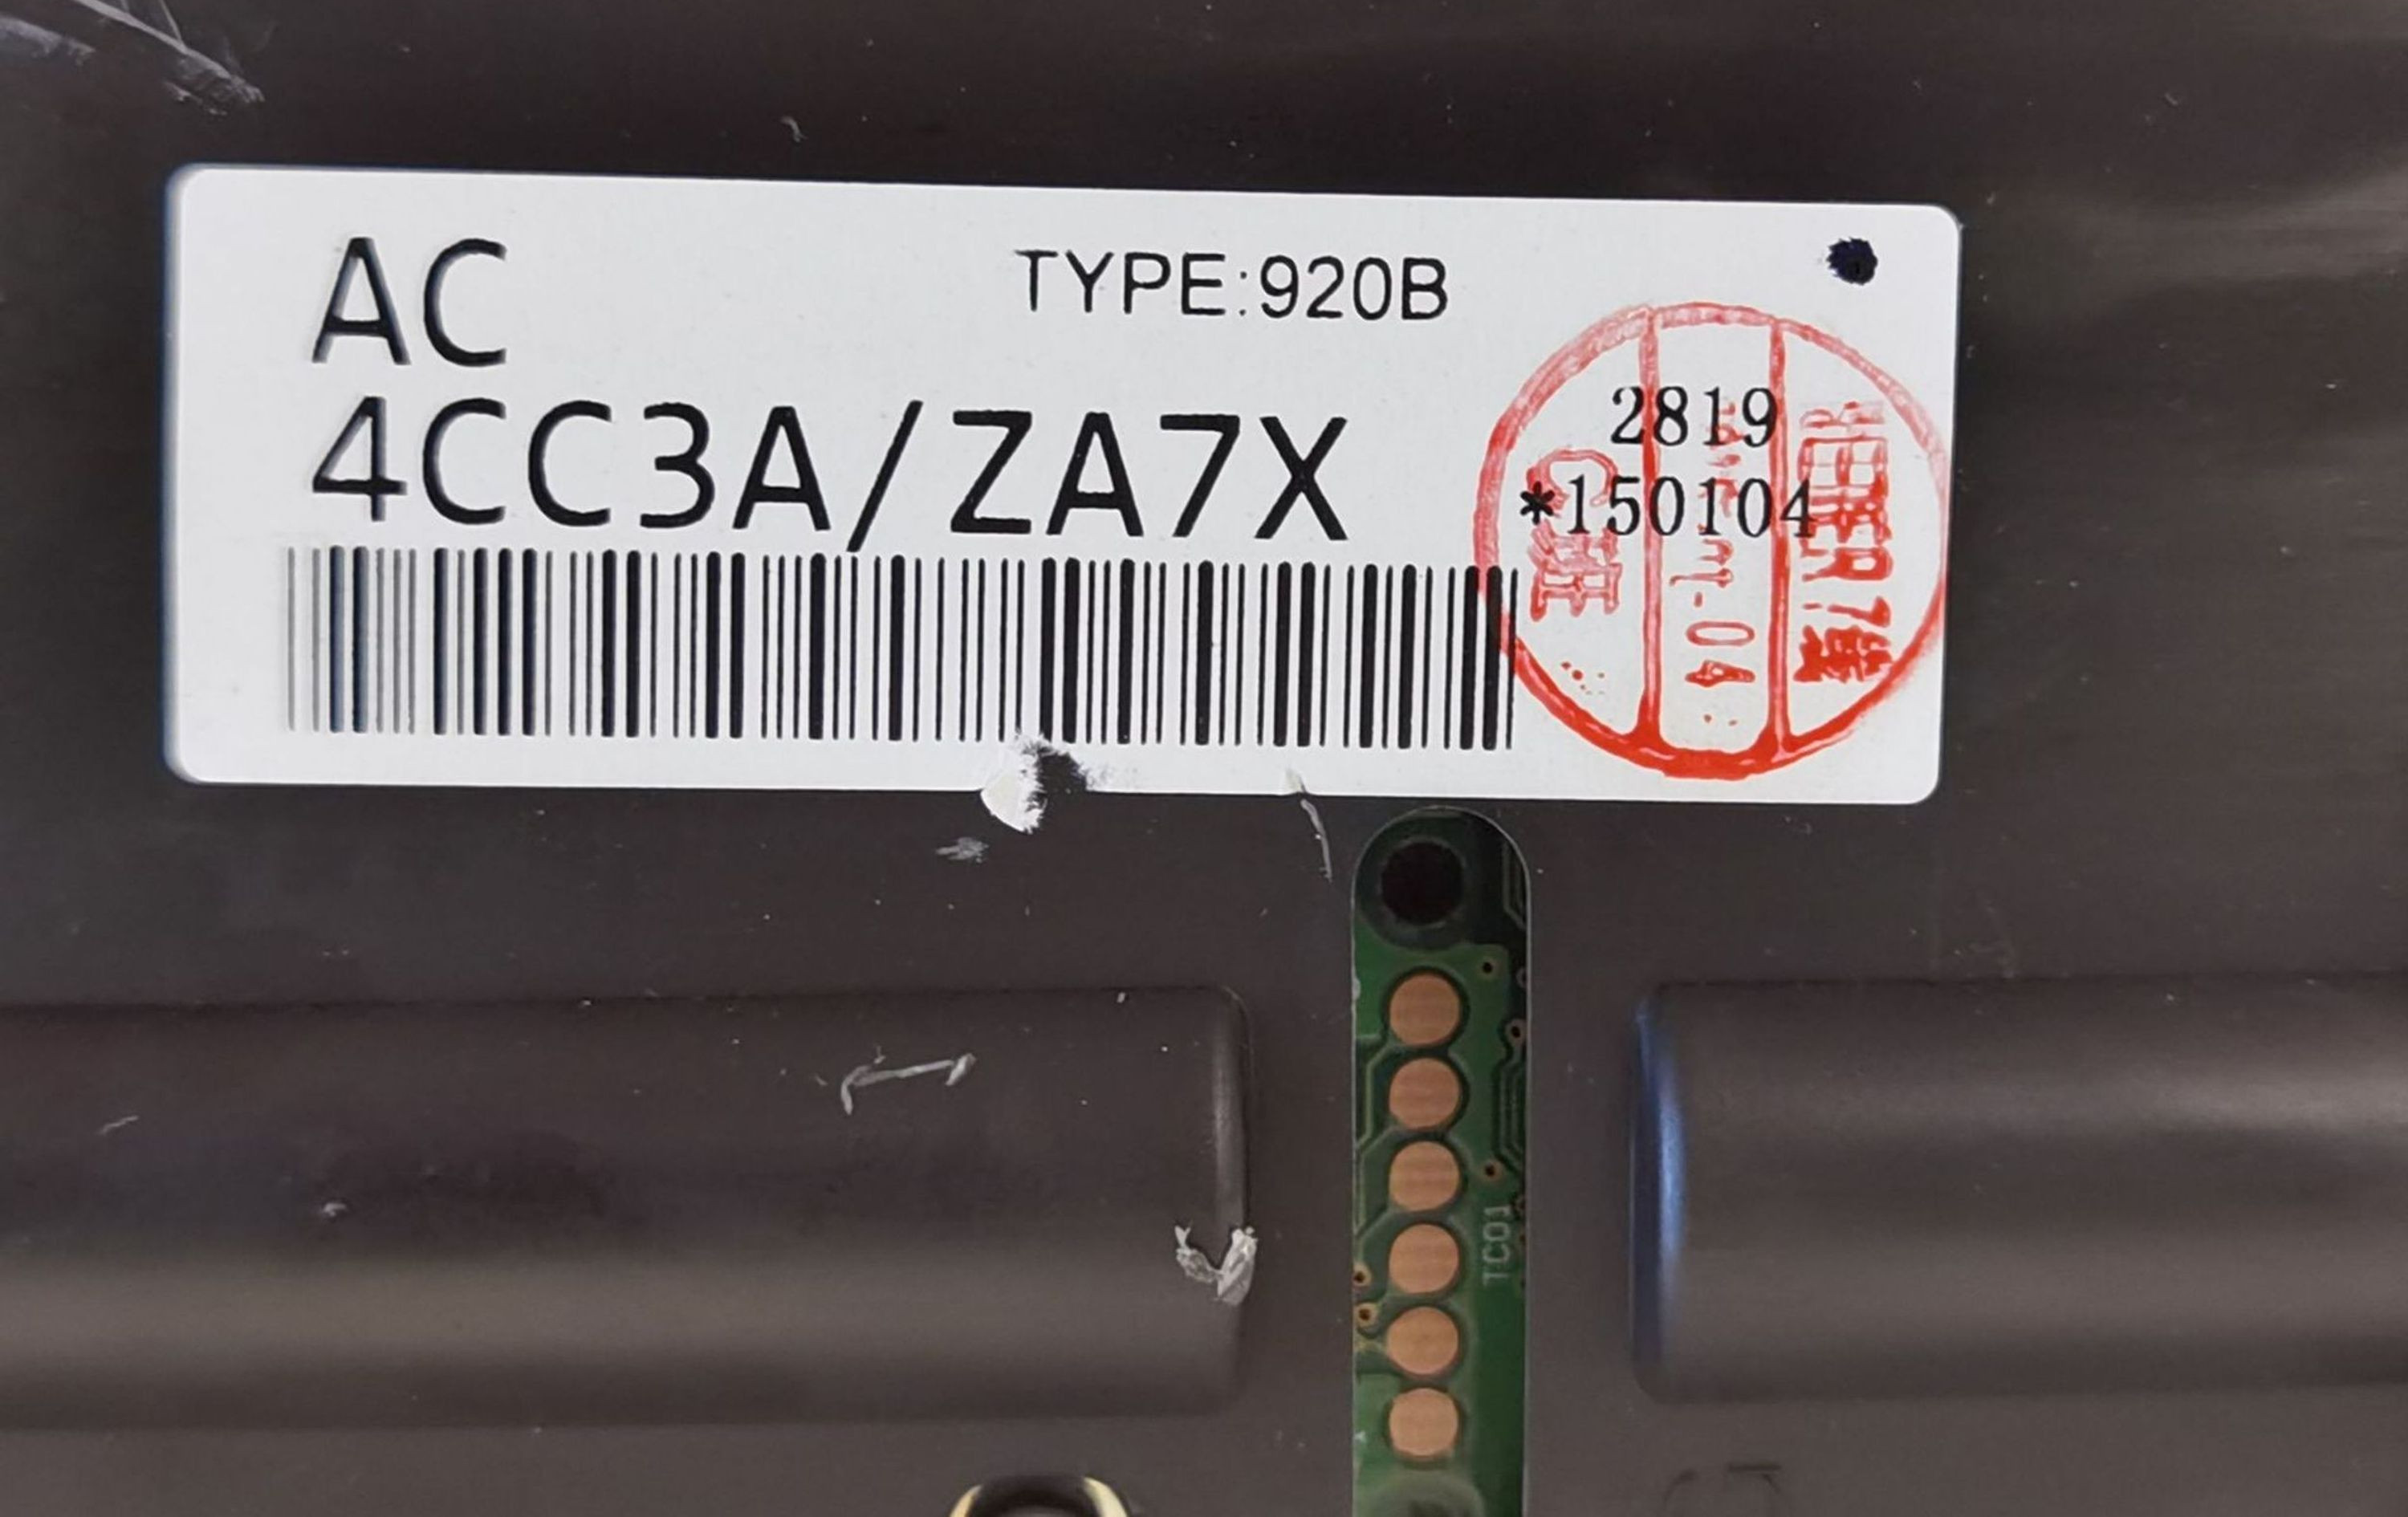 AC
TYPE:920B
4CC3A/ZA7X
2819
*150104
TC01